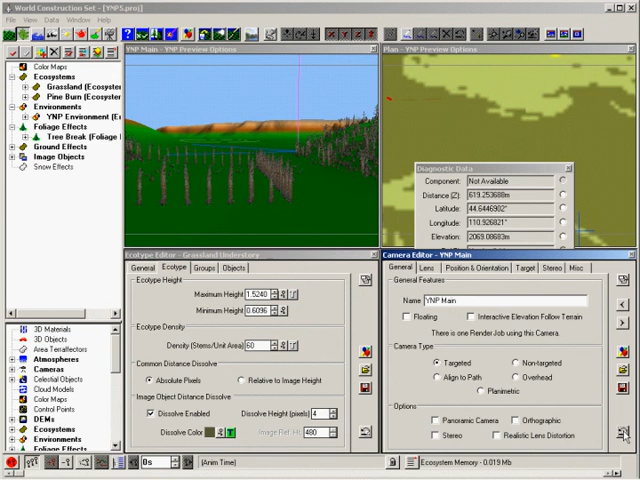 World Construction Set - [YNP5.proj]
File View Data Window Help
Color Maps
Ecosystems
Grassland (Ecosyster
Pine Burn (Ecosyster
Environments
YNP Environment (E
Foliage Effects
Tree Break (Foliage I
Ground Effects
Image Objects
Snow Effects
YNP Main - YNP Preview Options
Plan - YNP Preview Options
Diagnostic Data
Component: Not Available
Distance (Z): 619.253688m
Latitude: 44.6446902°
Longitude: 110.926821°
Elevation: 2069.08683m
3D Materials
3D Objects
Area Terraffectors
Atmospheres
Cameras
Celestial Objects
Cloud Models
Color Maps
Control Points
DEMs
Ecosystems
Environments
Ecotype Editor - Grassland Understory
General Ecotype Groups Objects
Ecotype Height
Maximum Height 1.5240
Minimum Height 0.6096
Ecotype Density
Density (Stems/Unit Area) 60
Common Distance Dissolve
Absolute Pixels Relative to Image Height
Image Object Distance Dissolve
Dissolve Enabled Dissolve Height (pixels) 4
Dissolve Color T Image Ref. Ht. 480
Camera Editor - YNP Main
General Lens Position & Orientation Target Stereo Misc
General Features
Name YNP Main
Floating Interactive Elevation Follow Terrain
There is one Render Job using this Camera.
Camera Type
Targeted Non-targeted
Align to Path Overhead
Planimetric
Options
Panoramic Camera Orthographic
Stereo Realistic Lens Distortion
0s (Anim Time) Ecosystem Memory - 0.019 Mb